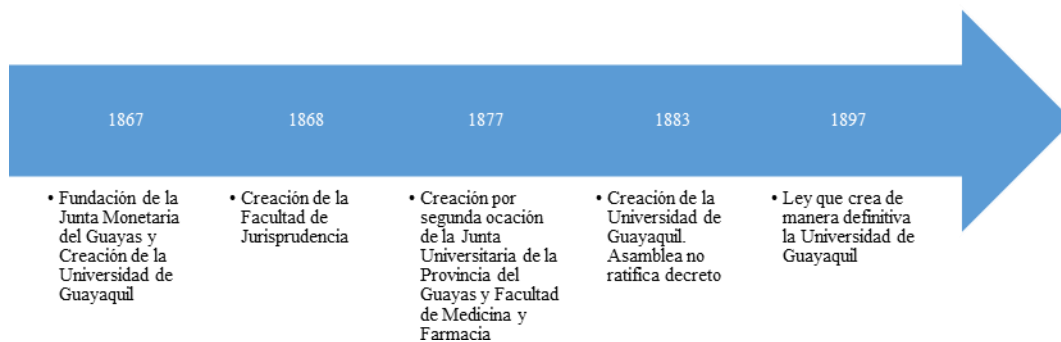 1867
1868
1877
1883
1897
• Fundación de la
Junta Monetaria
del Guayas y
Creación de la
Universidad de
Guayaquil
• Creación de la
Facultad de
Jurisprudencia
• Creación por
segunda ocación
de la Junta
Universitaria de la
Provincia del
Guayas y Facultad
de Medicina y
Farmacia
• Creación de la
Universidad de
Guayaquil.
Asamblea no
ratifica decreto
• Ley que crea de
manera definitiva
la Universidad de
Guayaquil